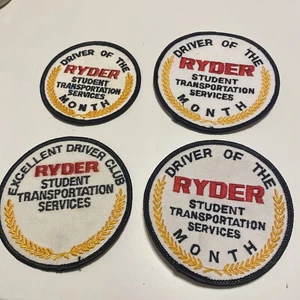 DRIVER OF THE
RYDER
STUDENT
TRANSPORTATION
SERVICES
MONTH
DRIVER OF THE
RYDER
STUDENT
TRANSPORTATION
SERVICES
MONTH
EXCELLENT DRIVER CLUB
RYDER
STUDENT
TRANSPORTATION
SERVICES
DRIVER OF THE
RYDER
STUDENT
TRANSPORTATION
SERVICES
MONTH